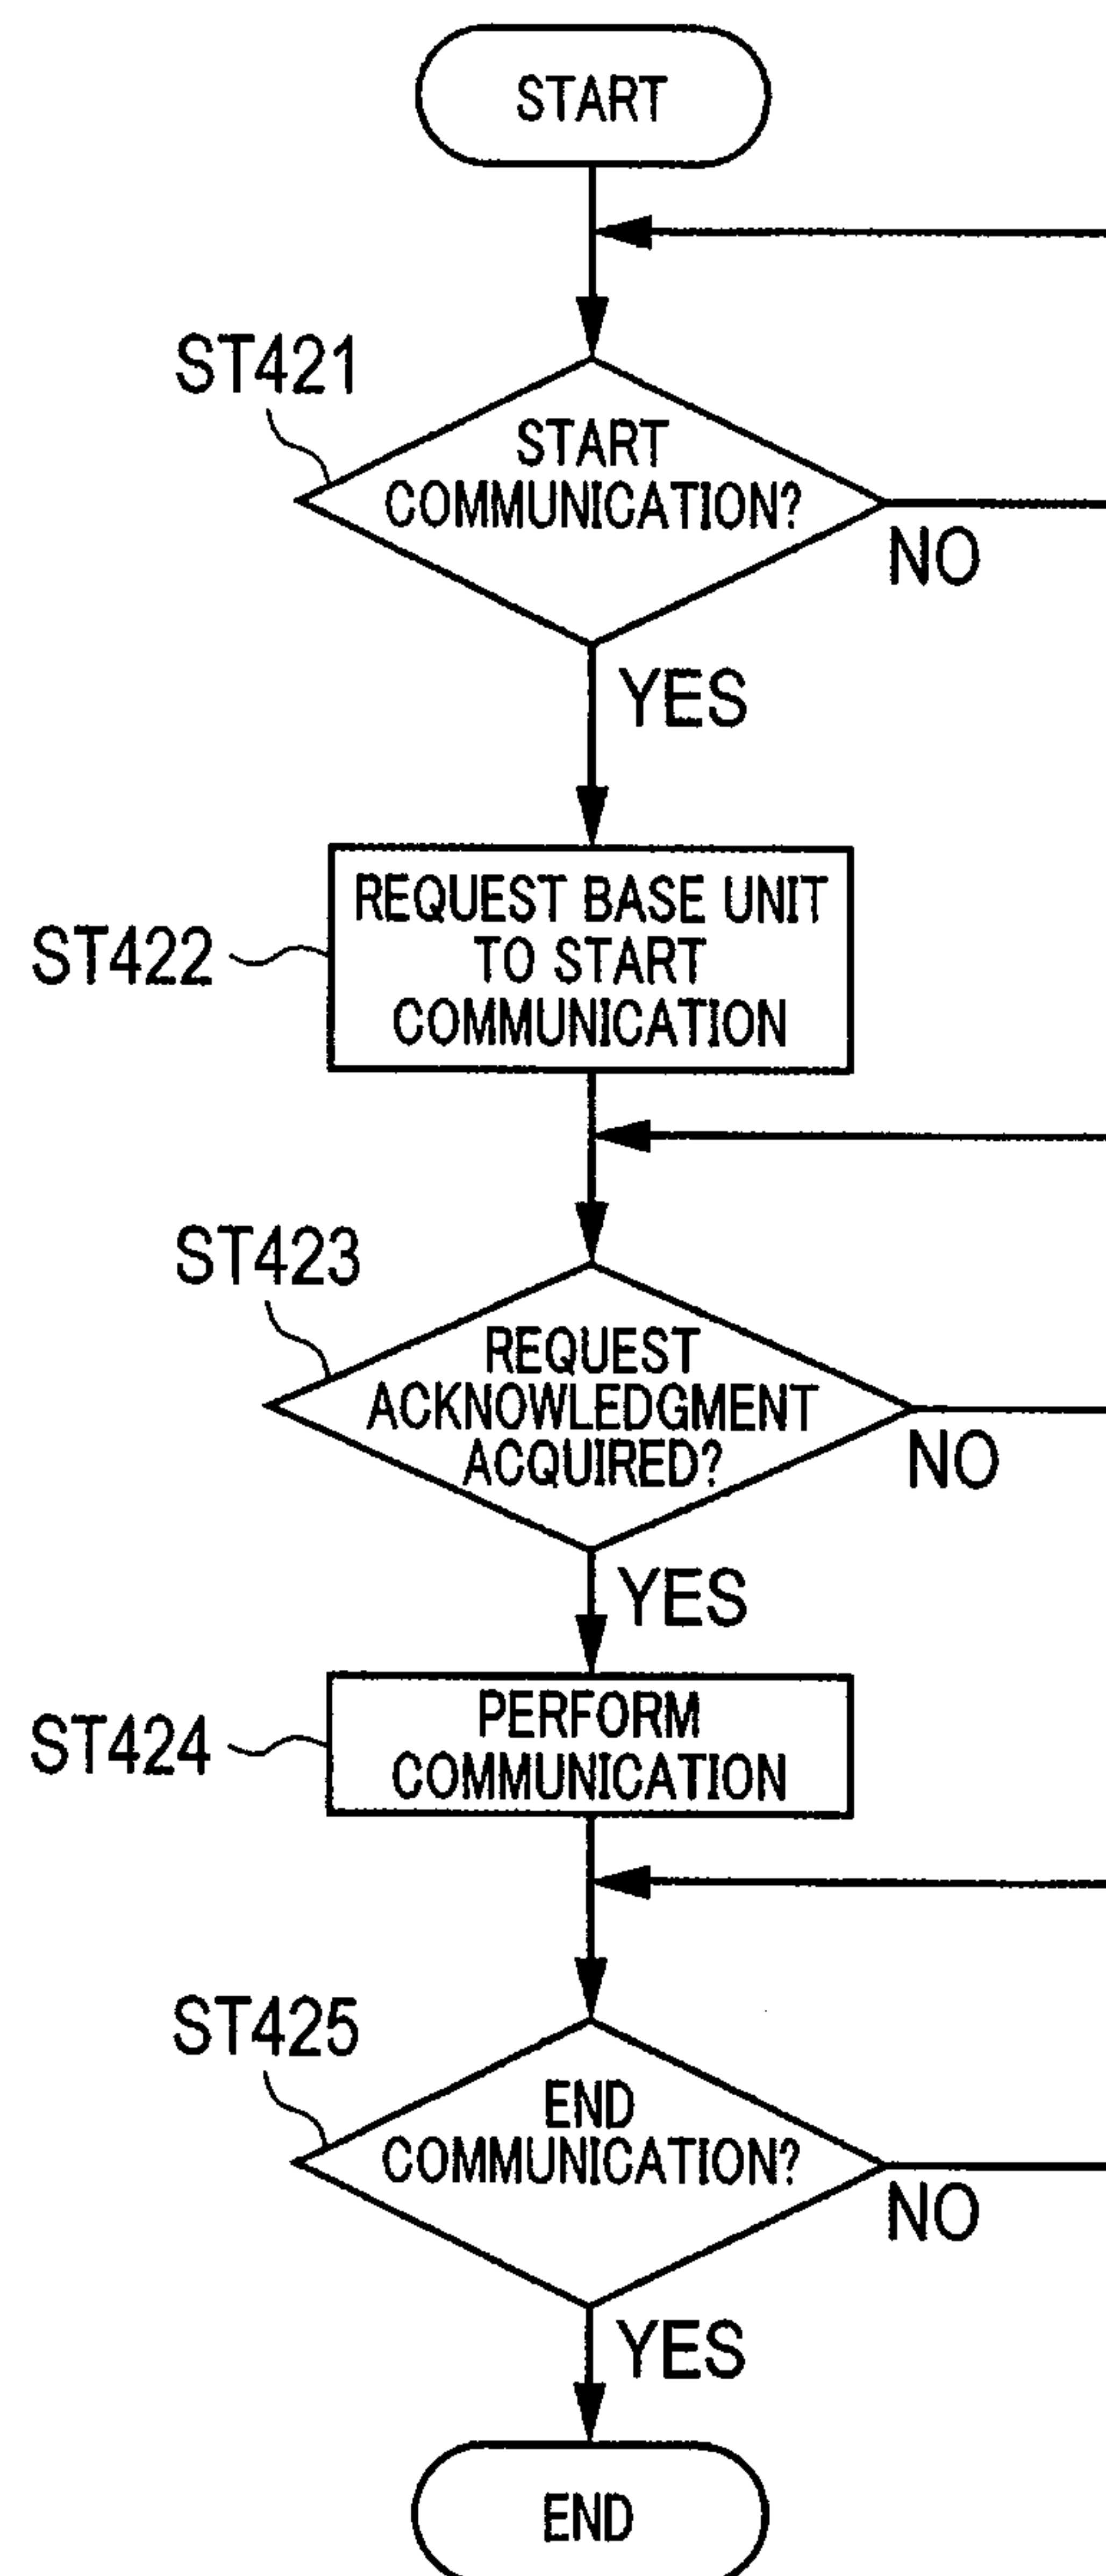 START
ST421
START
COMMUNICATION?
NO
YES
ST422
REQUEST BASE UNIT
TO START
COMMUNICATION
ST423
REQUEST
ACKNOWLEDGMENT
ACQUIRED?
NO
YES
ST424
PERFORM
COMMUNICATION
ST425
END
COMMUNICATION?
NO
YES
END